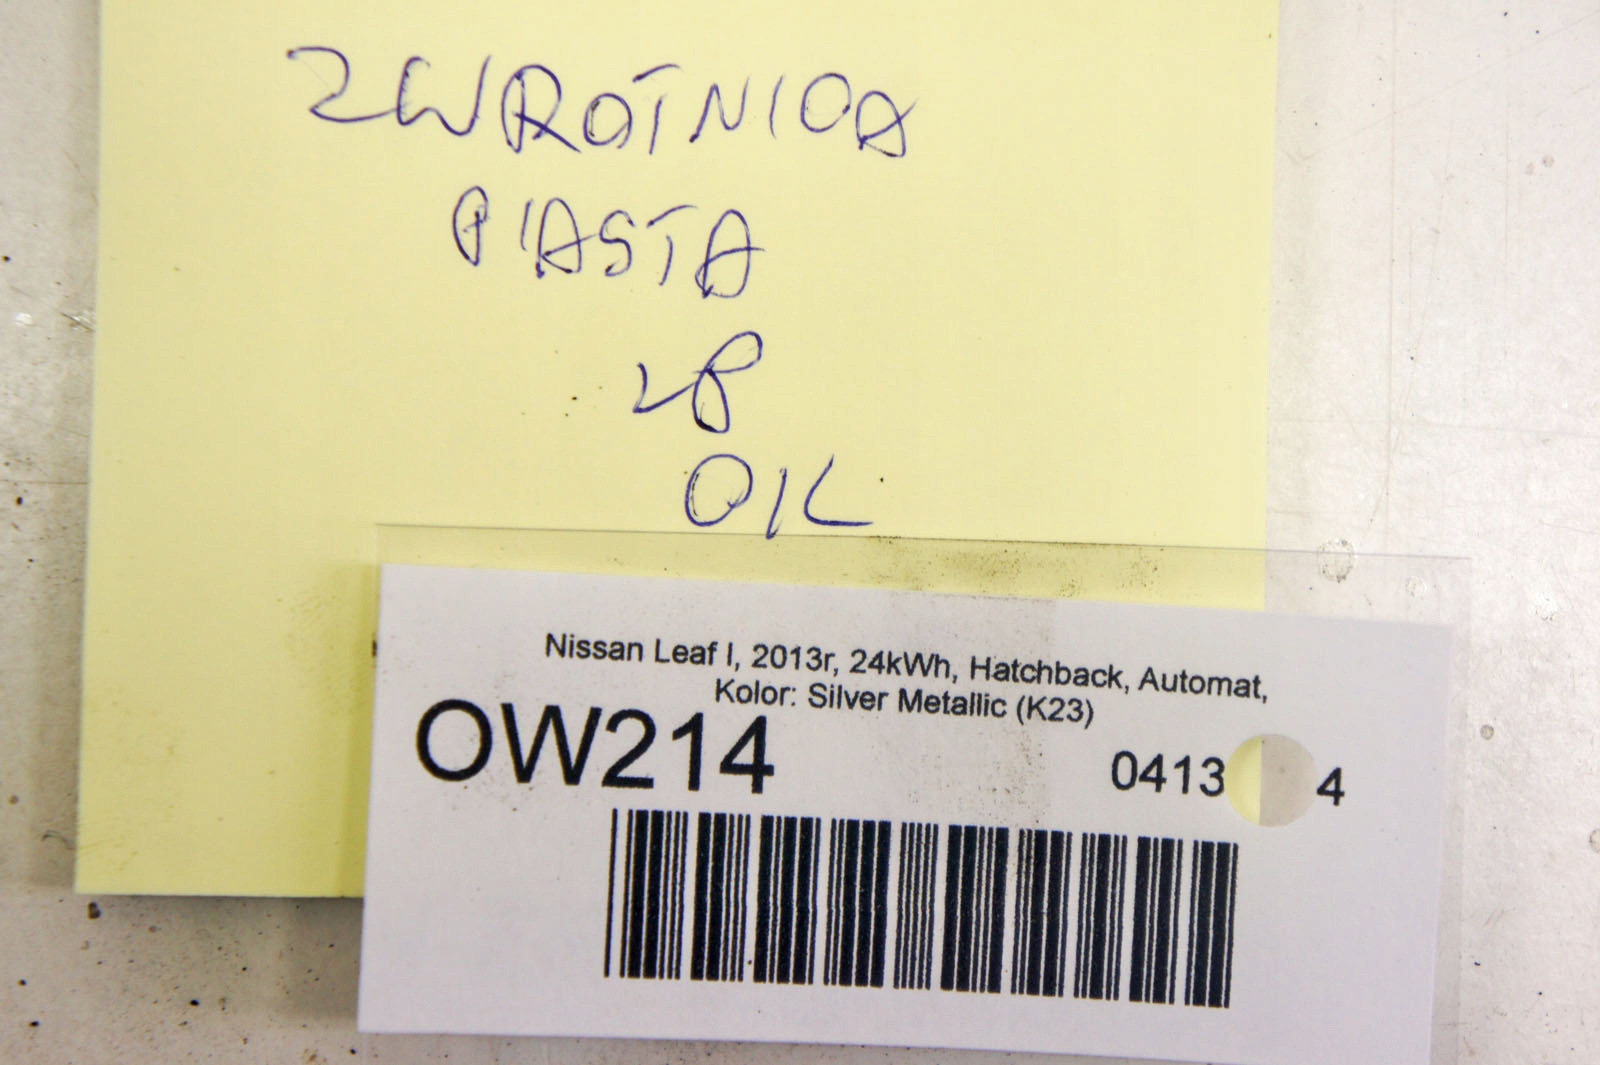 ZWROTNICA
PIASTA
LP
OIL
Nissan Leaf I, 2013r, 24kWh, Hatchback, Automat,
Kolor: Silver Metallic (K23)
OW214
0413 4